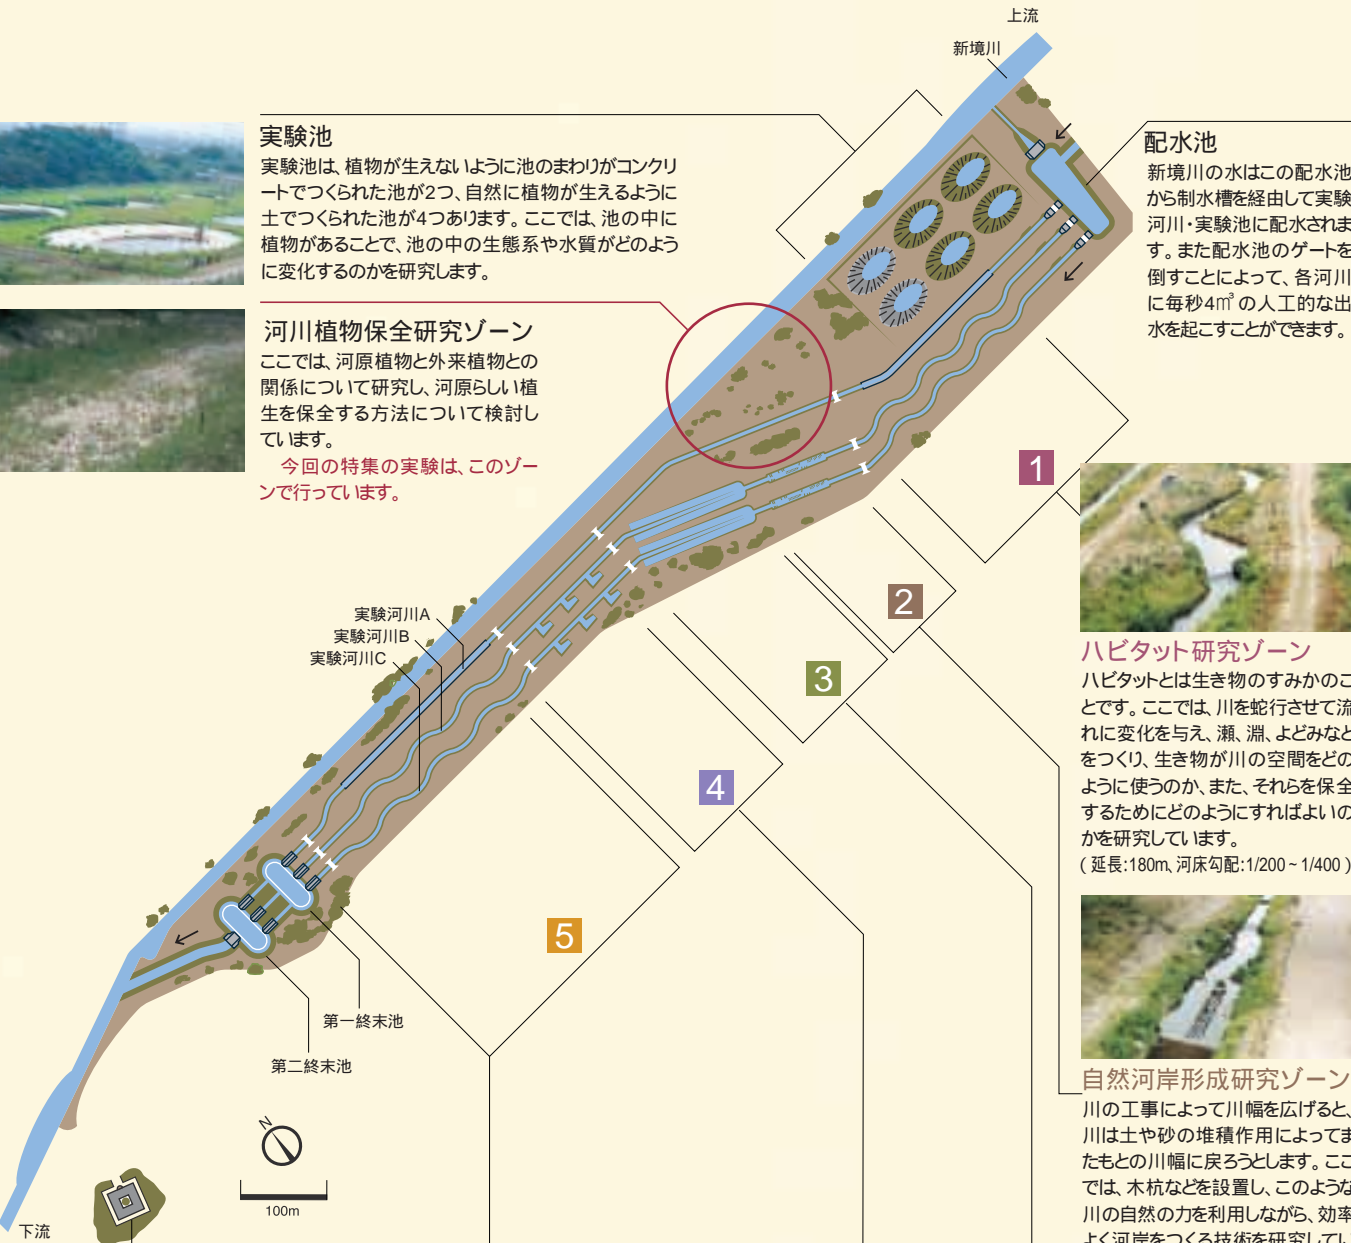 上流
新境川
実験池
実験池は、植物が生えないように池のまわりがコンクリ
ートでつくられた池が2つ、自然に植物が生えるように
土でつくられた池が4つあります。ここでは、池の中に
植物があることで、池の中の生態系や水質がどのよう
に変化するのかを研究します。
配水池
新境川の水はこの配水池
から制水槽を経由して実験
河川・実験池に配水されま
す。また配水池のゲートを
倒すことによって、各河川
に毎秒4m³の人工的な出
水を起こすことができます。
河川植物保全研究ゾーン
ここでは、河原植物と外来植物との
関係について研究し、河原らしい植
生を保全する方法について検討し
ています。
今回の特集の実験は、このゾー
ンで行っています。
1
2
3
4
5
実験河川A
実験河川B
実験河川C
ハビタット研究ゾーン
ハビタットとは生き物のすみかのこ
とです。ここでは、川を蛇行させて流
れに変化を与え、瀬、淵、よどみなど
をつくり、生き物が川の空間をどの
ように使うのか、また、それらを保全
するためにどのようにすればよいの
かを研究しています。
(延長:180m、河床勾配:1/200~1/400)
第一終末池
第二終末池
自然河岸形成研究ゾーン
川の工事によって川幅を広げると、
川は土や砂の堆積作用によってま
たもとの川幅に戻ろうとします。ここ
では、木杭などを設置し、このような
川の自然の力を利用しながら、効率
よく河岸をつくる技術を研究してい
N
100m
下流